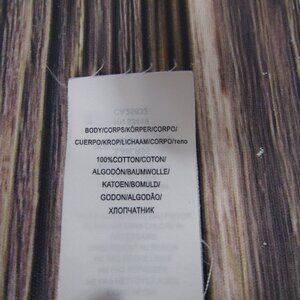 BODY/CORPS/KÖRPER/CORPO/
CUERPO/KROP/LICHAAM/CORPO/тело
100%COTTON/COTON/
ALGODÓN/BAUMWOLLE/
KATOEN/BOMULD/
GODON/ALGODÃO/
ХЛОПЧАТНИК